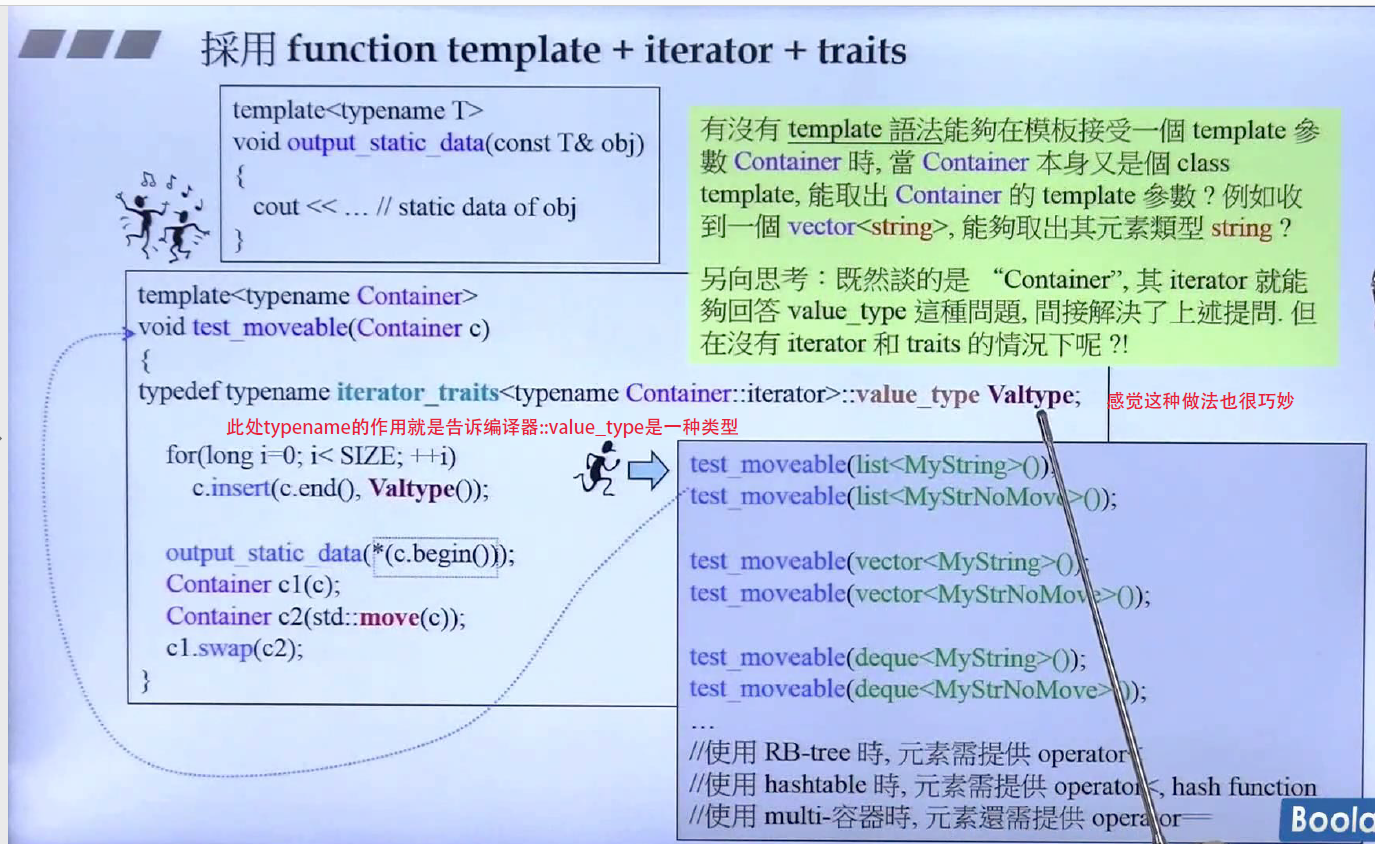 採用 function template + iterator + traits
template<typename T>
void output_static_data(const T& obj)
{
cout << … // static data of obj
}
有沒有 template 語法能夠在模板接受一個 template 參
數 Container 時, 當 Container 本身又是個 class
template, 能取出 Container 的 template 參數 ? 例如收
到一個 vector<string>, 能夠取出其元素類型 string ?
另向思考：既然談的是 “Container”, 其 iterator 就能
夠回答 value_type 這種問題, 間接解決了上述提問. 但
在沒有 iterator 和 traits 的情況下呢 ?!
template<typename Container>
void test_moveable(Container c)
{
typedef typename iterator_traits<typename Container::iterator>::value_type Valtype;
感觉这种做法也很巧妙
此处typename的作用就是告诉编译器::value_type是一种类型
for(long i=0; i< SIZE; ++i)
c.insert(c.end(), Valtype());
output_static_data(*(c.begin()));
Container c1(c);
Container c2(std::move(c));
c1.swap(c2);
}
test_moveable(list<MyString>());
test_moveable(list<MyStrNoMove>());
test_moveable(vector<MyString>());
test_moveable(vector<MyStrNoMove>());
test_moveable(deque<MyString>());
test_moveable(deque<MyStrNoMove>());
…
//使用 RB-tree 時, 元素需提供 operator<
//使用 hashtable 時, 元素需提供 operator<, hash function
//使用 multi-容器時, 元素還需提供 operator==